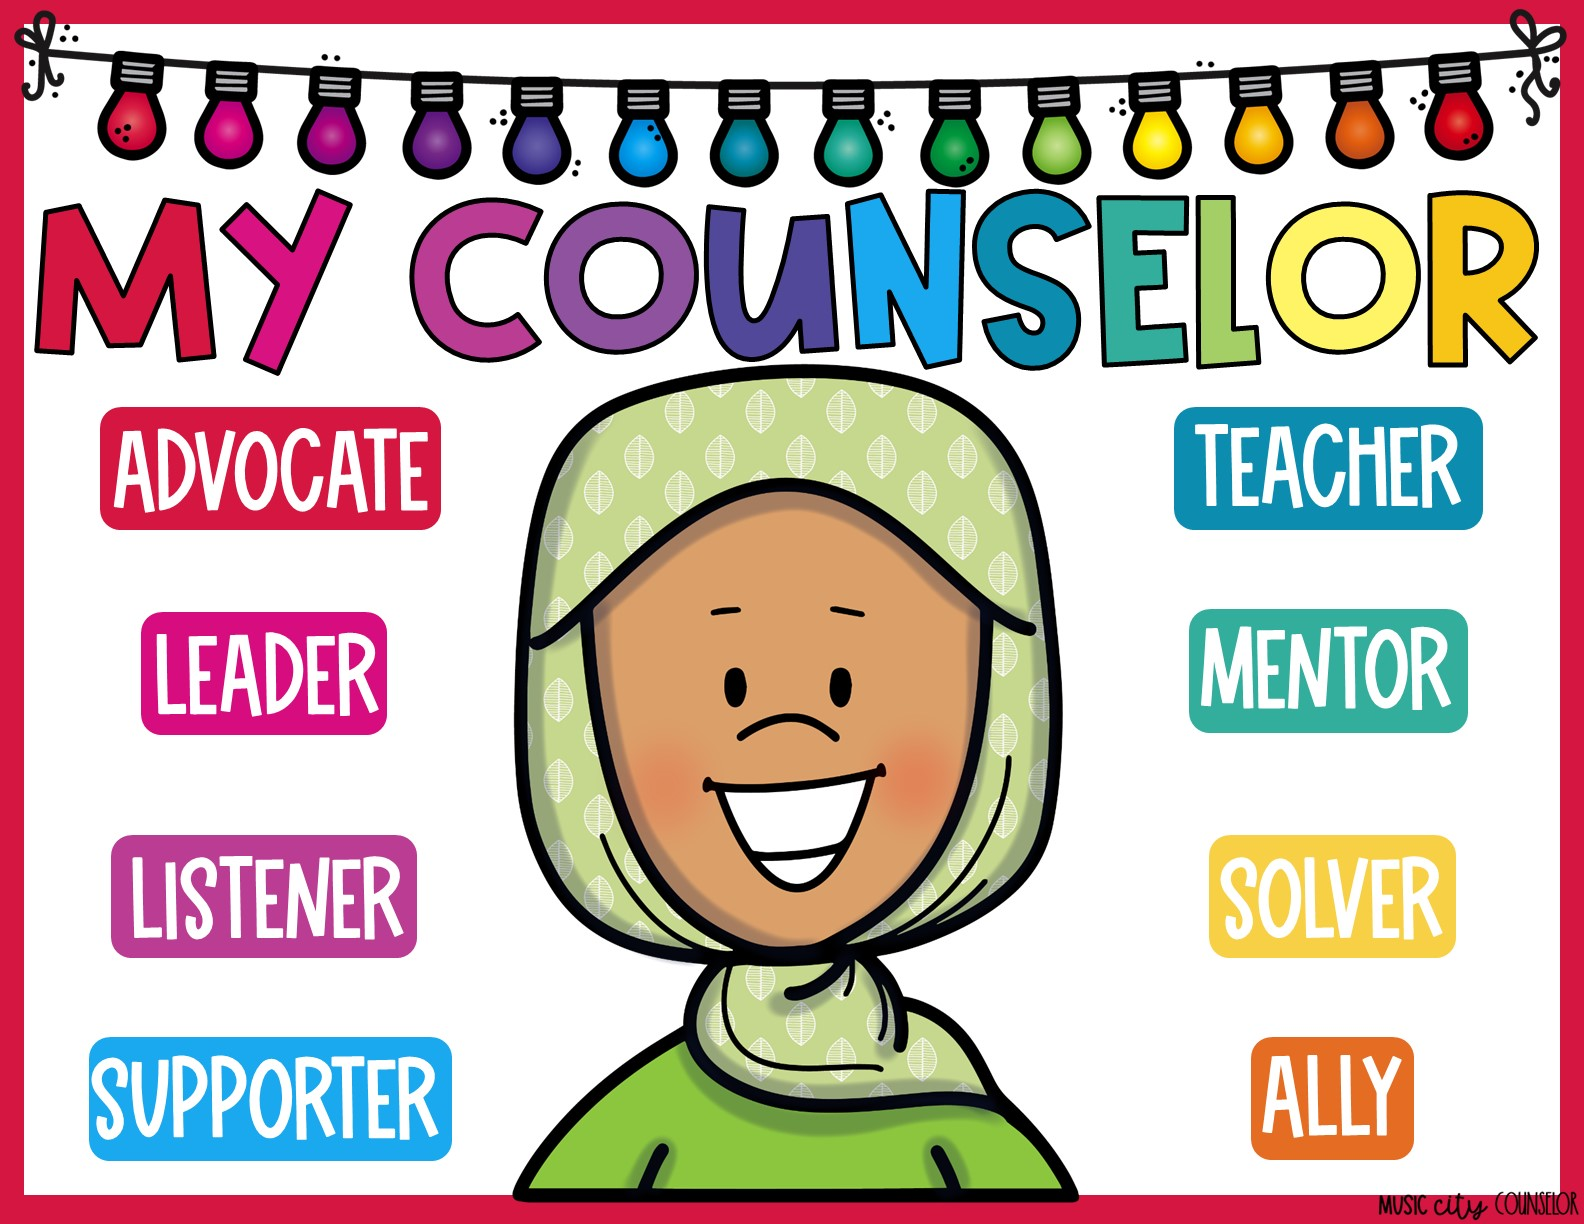 MY COUNSELOR
ADVOCATE
LEADER
LISTENER
SUPPORTER
TEACHER
MENTOR
SOLVER
ALLY
MUSIC city COUNSELOR